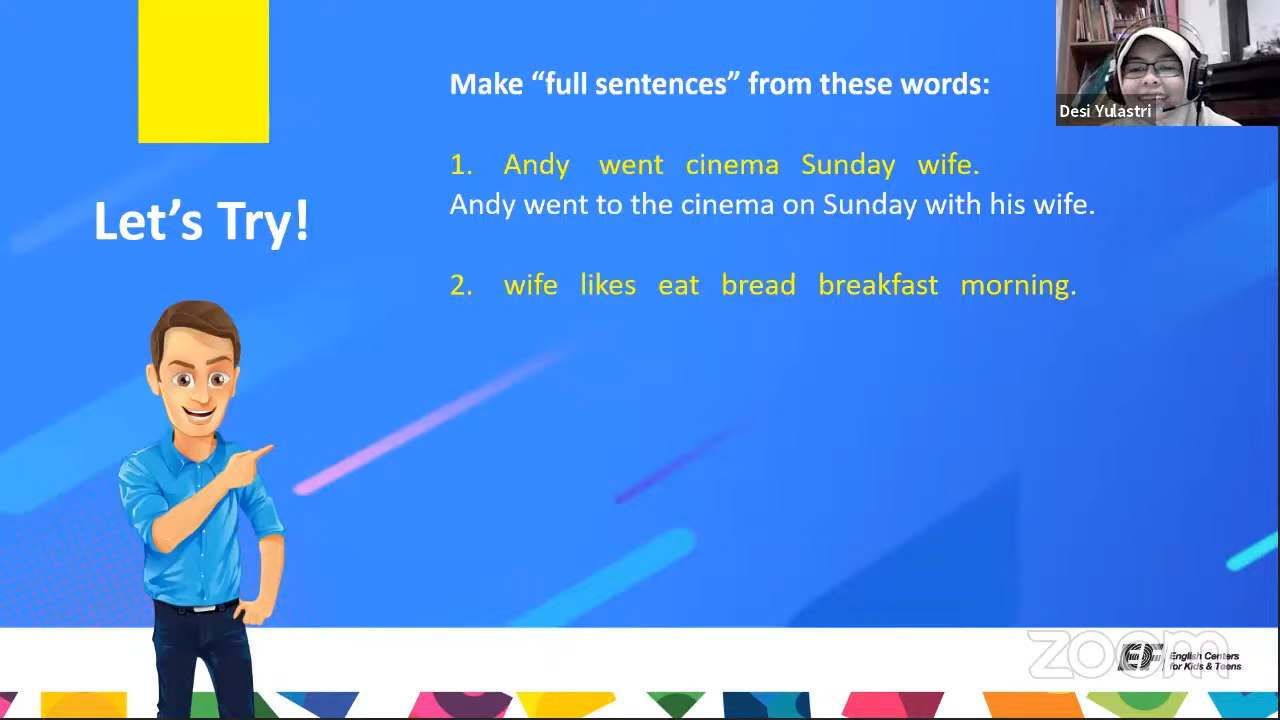 Make “full sentences” from these words:
Desi Yulastri
1. Andy went cinema Sunday wife.
Andy went to the cinema on Sunday with his wife.
Let’s Try!
2. wife likes eat bread breakfast morning.
zoom
EF English Centers
for Kids & Teens